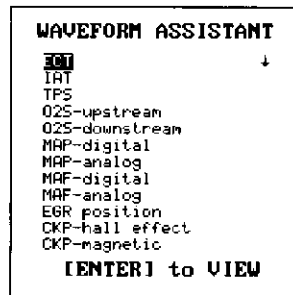 WAVEFORM ASSISTANT
ECT ↓
IAT
TPS
O2S-upstream
O2S-downstream
MAP-digital
MAP-analog
MAF-digital
MAF-analog
EGR position
CKP-hall effect
CKP-magnetic
[ENTER] to VIEW